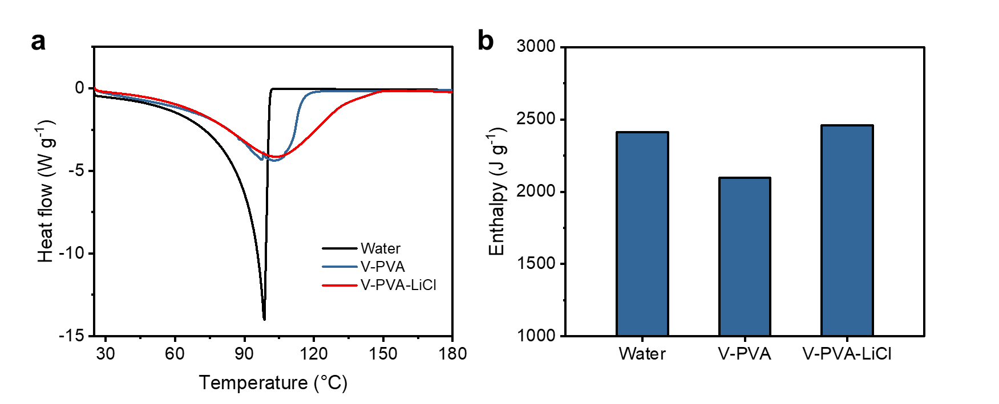 a
0
-5
-10
-15
Heat flow (W g⁻¹)
Water
V-PVA
V-PVA-LiCl
30 60 90 120 150 180
Temperature (°C)
b
3000
2500
2000
1500
1000
Enthalpy (J g⁻¹)
Water V-PVA V-PVA-LiCl